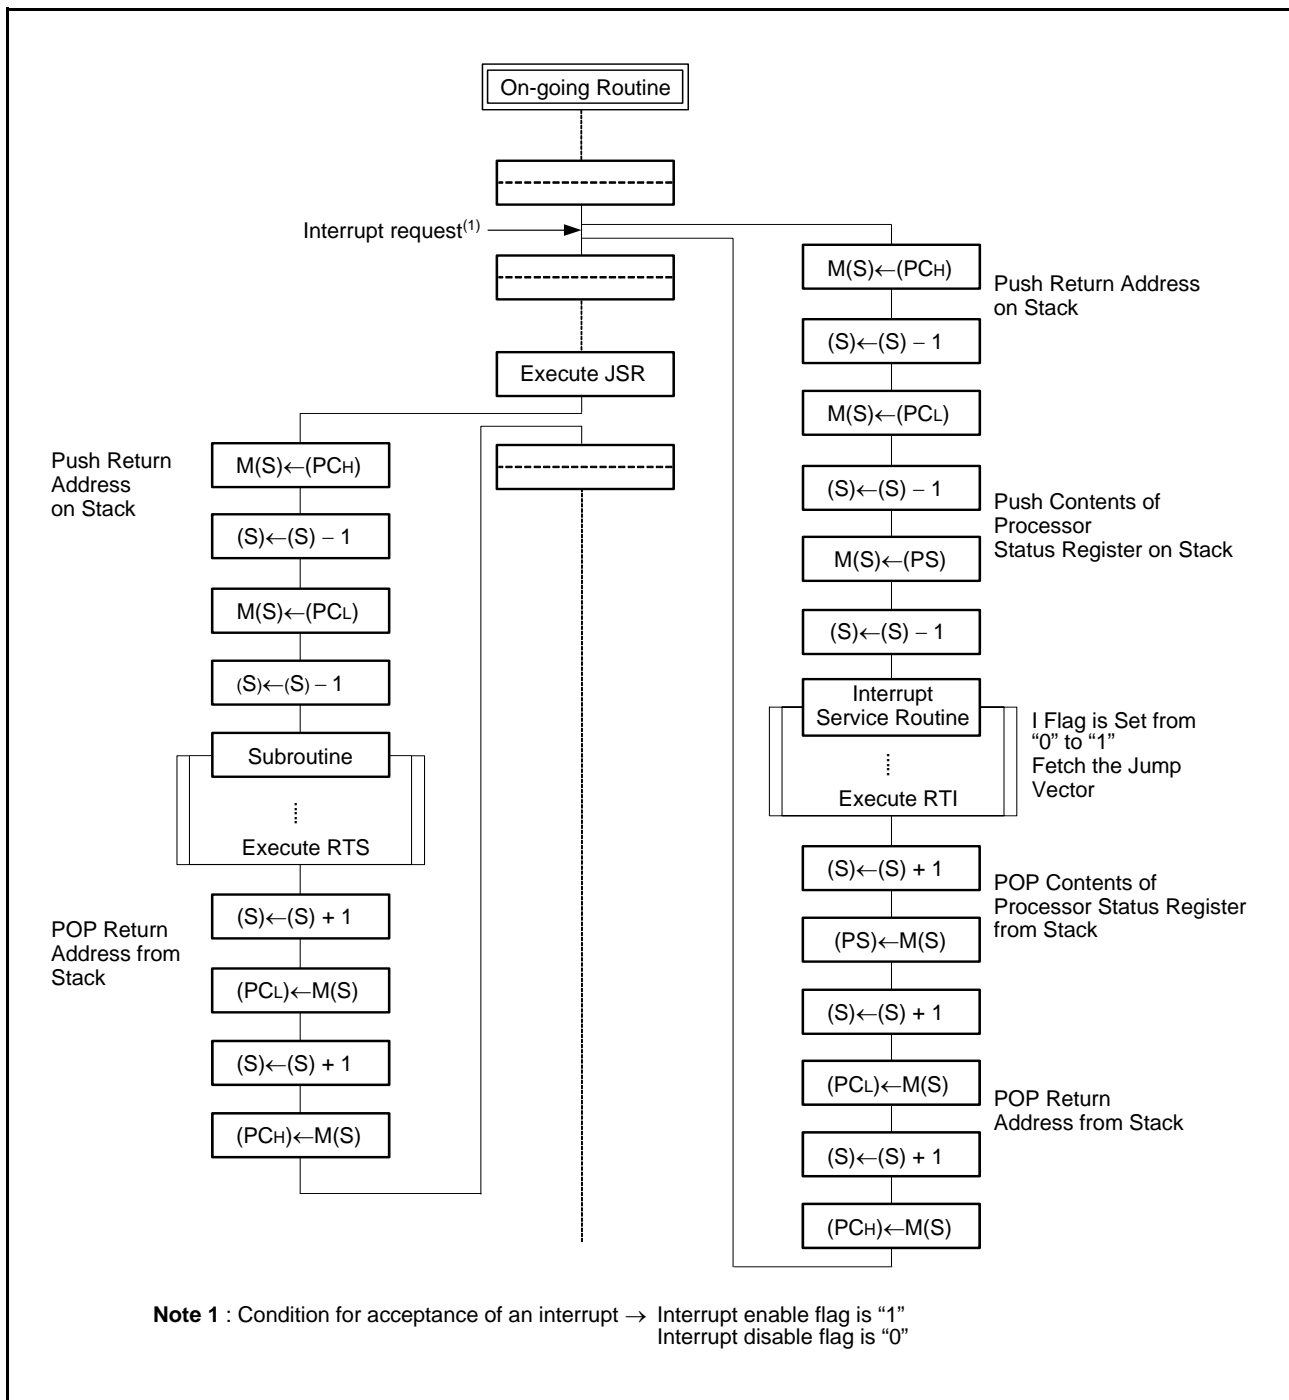 On-going Routine
Interrupt request(1)
Execute JSR
Push Return
Address
on Stack
M(S)←(PCH)
(S)←(S) − 1
M(S)←(PCL)
(S)←(S) − 1
Subroutine
Execute RTS
POP Return
Address from
Stack
(S)←(S) + 1
(PCL)←M(S)
(S)←(S) + 1
(PCH)←M(S)
M(S)←(PCH)
Push Return Address
on Stack
(S)←(S) − 1
M(S)←(PCL)
(S)←(S) − 1
Push Contents of
Processor
Status Register on Stack
M(S)←(PS)
(S)←(S) − 1
Interrupt
Service Routine
I Flag is Set from
“0” to “1”
Fetch the Jump
Vector
Execute RTI
(S)←(S) + 1
POP Contents of
Processor Status Register
from Stack
(PS)←M(S)
(S)←(S) + 1
(PCL)←M(S)
POP Return
Address from Stack
(S)←(S) + 1
(PCH)←M(S)
Note 1 : Condition for acceptance of an interrupt → Interrupt enable flag is “1”
Interrupt disable flag is “0”